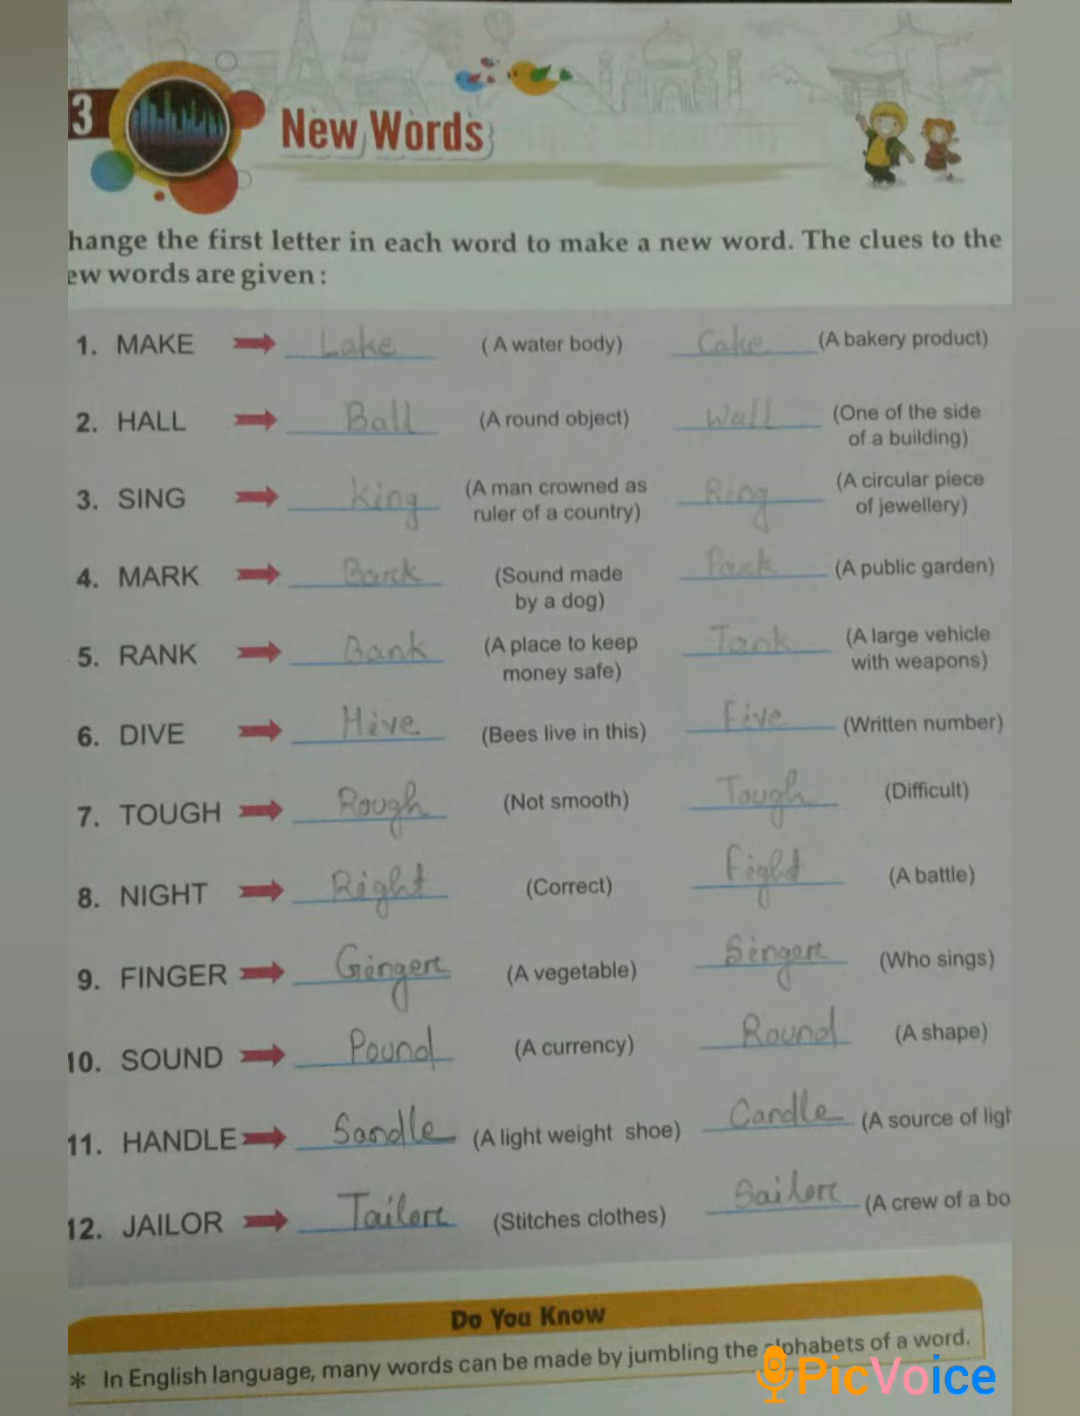 3
New Words
hange the first letter in each word to make a new word. The clues to the
ew words are given :
1. MAKE Lake ( A water body) Cake (A bakery product)
2. HALL Ball (A round object) Wall (One of the side
of a building)
3. SING King (A man crowned as
ruler of a country) Ring (A circular piece
of jewellery)
4. MARK Bark (Sound made
by a dog) Park (A public garden)
5. RANK Bank (A place to keep
money safe) Tank (A large vehicle
with weapons)
6. DIVE Hive (Bees live in this) Five (Written number)
7. TOUGH Rough (Not smooth) Tough (Difficult)
8. NIGHT Right (Correct) Fight (A battle)
9. FINGER Ginger (A vegetable) Singer (Who sings)
10. SOUND Pound (A currency) Round (A shape)
11. HANDLE Sandle (A light weight shoe) Candle (A source of ligh
12. JAILOR Tailor (Stitches clothes) Sailor (A crew of a bo
Do You Know
* In English language, many words can be made by jumbling the alphabets of a word.
PicVoice